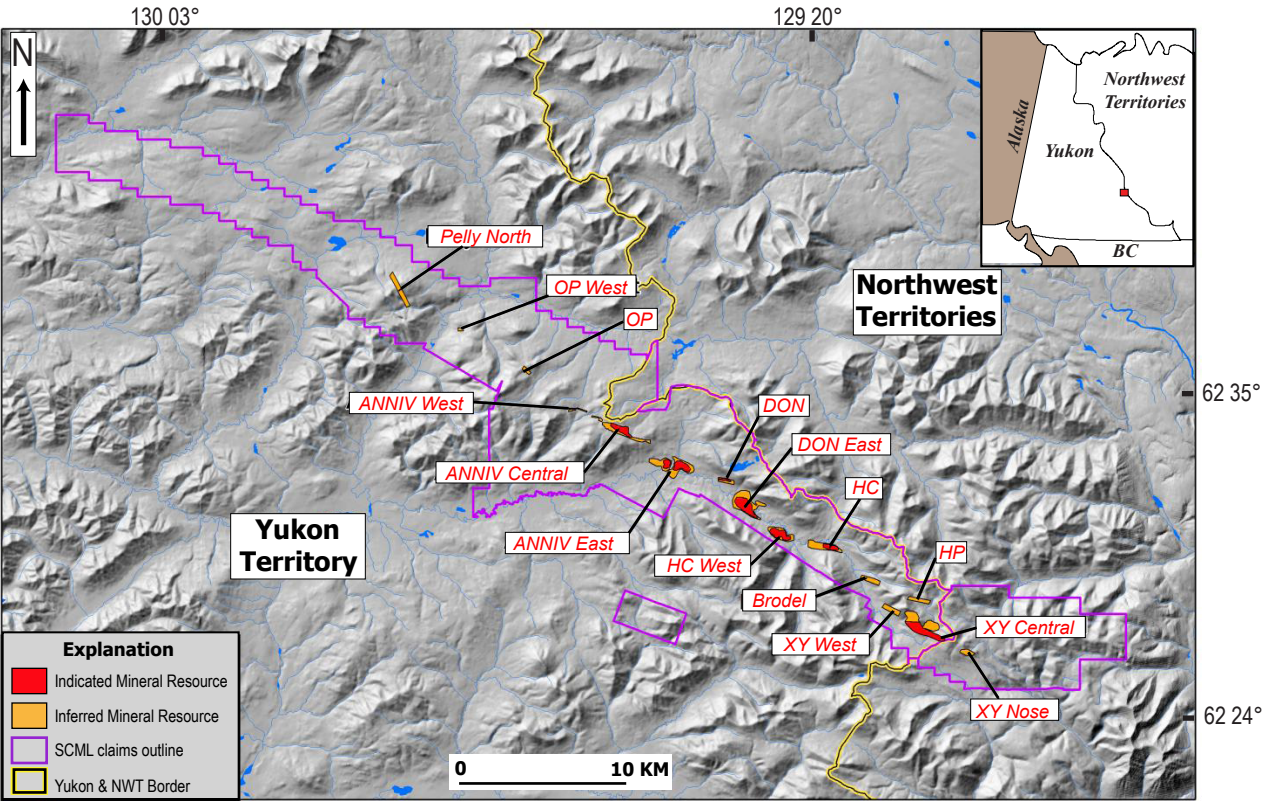 130 03°
129 20°
N
Northwest
Territories
Alaska
Yukon
BC
Pelly North
OP West
OP
Northwest
Territories
62 35°
ANNIV West
DON
DON East
ANNIV Central
HC
Yukon
Territory
ANNIV East
HC West
HP
Brodel
XY Central
XY West
XY Nose
62 24°
Explanation
Indicated Mineral Resource
Inferred Mineral Resource
SCML claims outline
Yukon & NWT Border
0 10 KM